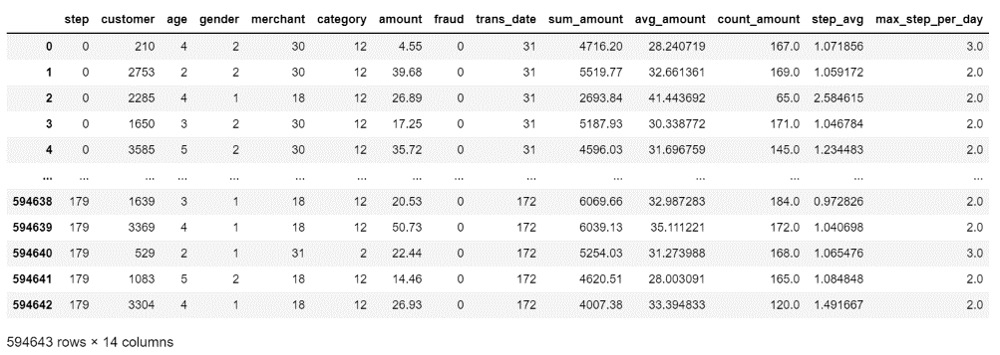 step customer age gender merchant category amount fraud trans_date sum_amount avg_amount count_amount step_avg max_step_per_day
0 0 210 4 2 30 12 4.55 0 31 4716.20 28.240719 167.0 1.071856 3.0
1 0 2753 2 2 30 12 39.68 0 31 5519.77 32.661361 169.0 1.059172 2.0
2 0 2285 4 1 18 12 26.89 0 31 2693.84 41.443692 65.0 2.584615 2.0
3 0 1650 3 2 30 12 17.25 0 31 5187.93 30.338772 171.0 1.046784 2.0
4 0 3585 5 2 30 12 35.72 0 31 4596.03 31.696759 145.0 1.234483 2.0
... ... ... ... ... ... ... ... ... ... ... ... ... ... ...
594638 179 1639 3 1 18 12 20.53 0 172 6069.66 32.987283 184.0 0.972826 2.0
594639 179 3369 4 1 18 12 50.73 0 172 6039.13 35.111221 172.0 1.040698 2.0
594640 179 529 2 1 31 2 22.44 0 172 5254.03 31.273988 168.0 1.065476 3.0
594641 179 1083 5 2 18 12 14.46 0 172 4620.51 28.003091 165.0 1.084848 2.0
594642 179 3304 4 1 18 12 26.93 0 172 4007.38 33.394833 120.0 1.491667 2.0
594643 rows × 14 columns